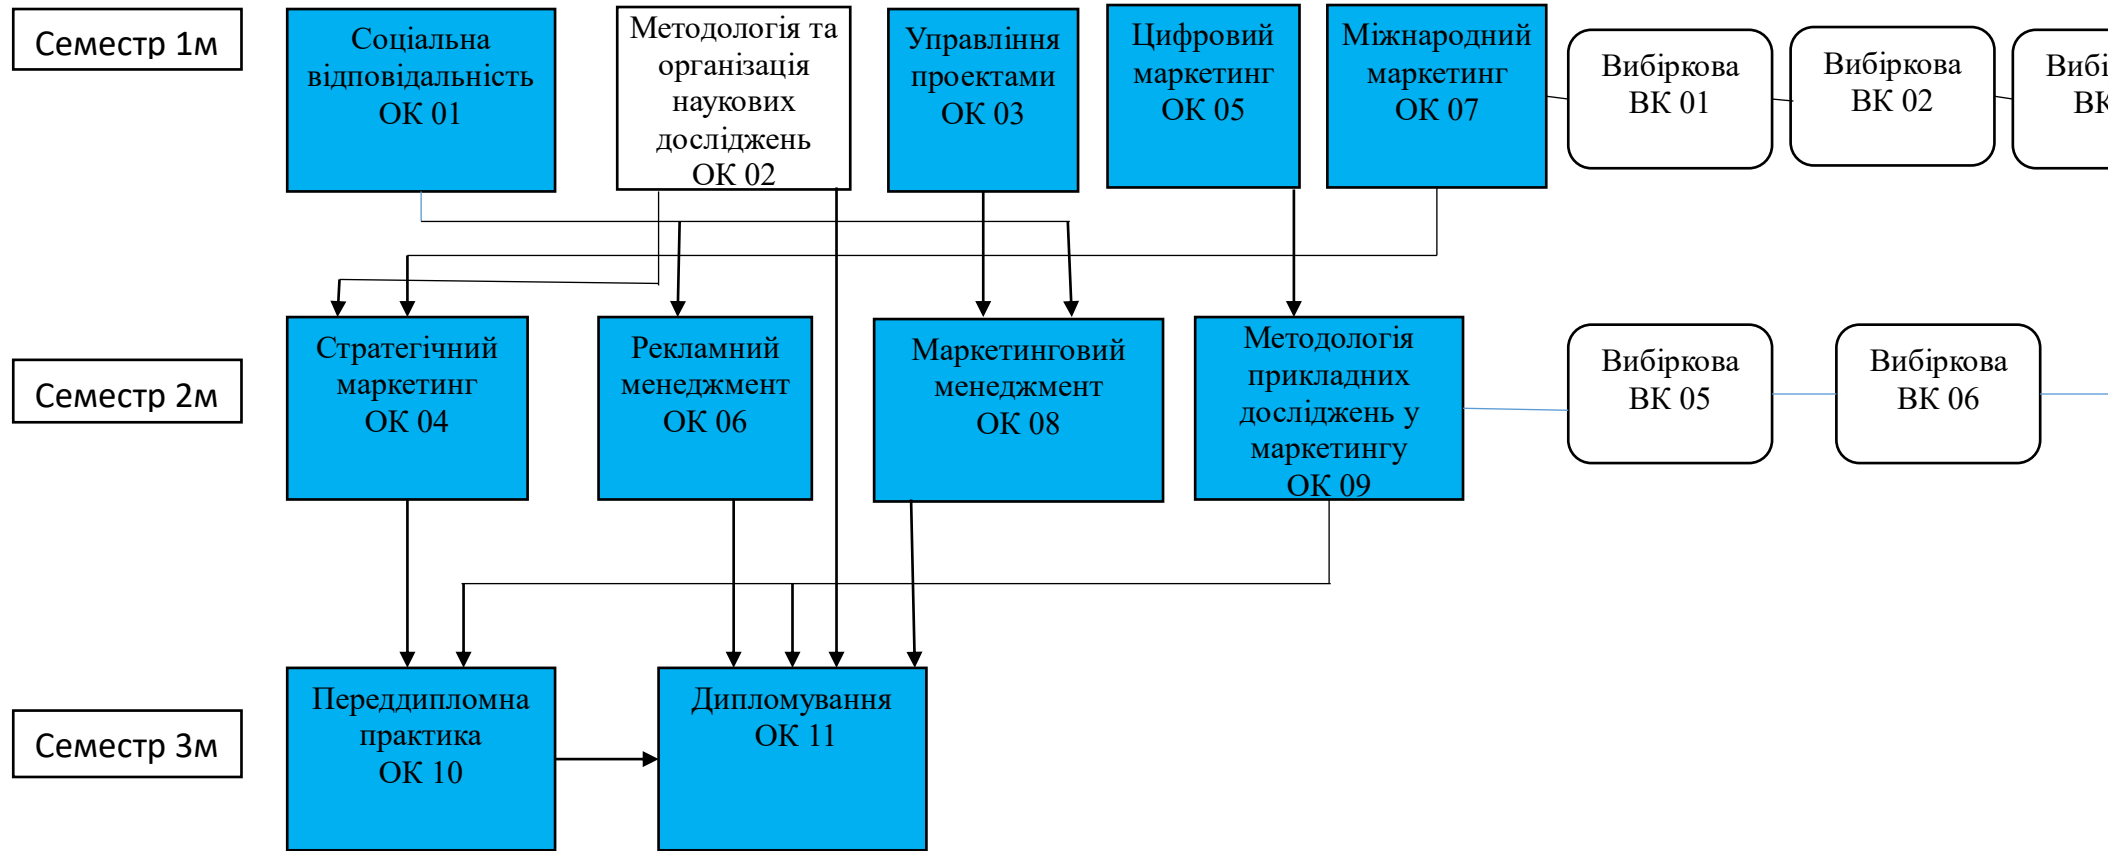 Семестр 1м
Соціальна
відповідальність
ОК 01
Методологія та
організація
наукових
досліджень
ОК 02
Управління
проектами
ОК 03
Цифровий
маркетинг
ОК 05
Міжнародний
маркетинг
ОК 07
Вибіркова
ВК 01
Вибіркова
ВК 02
Семестр 2м
Стратегічний
маркетинг
ОК 04
Рекламний
менеджмент
ОК 06
Маркетинговий
менеджмент
ОК 08
Методологія
прикладних
досліджень у
маркетингу
ОК 09
Вибіркова
ВК 05
Вибіркова
ВК 06
Семестр 3м
Переддипломна
практика
ОК 10
Дипломування
ОК 11